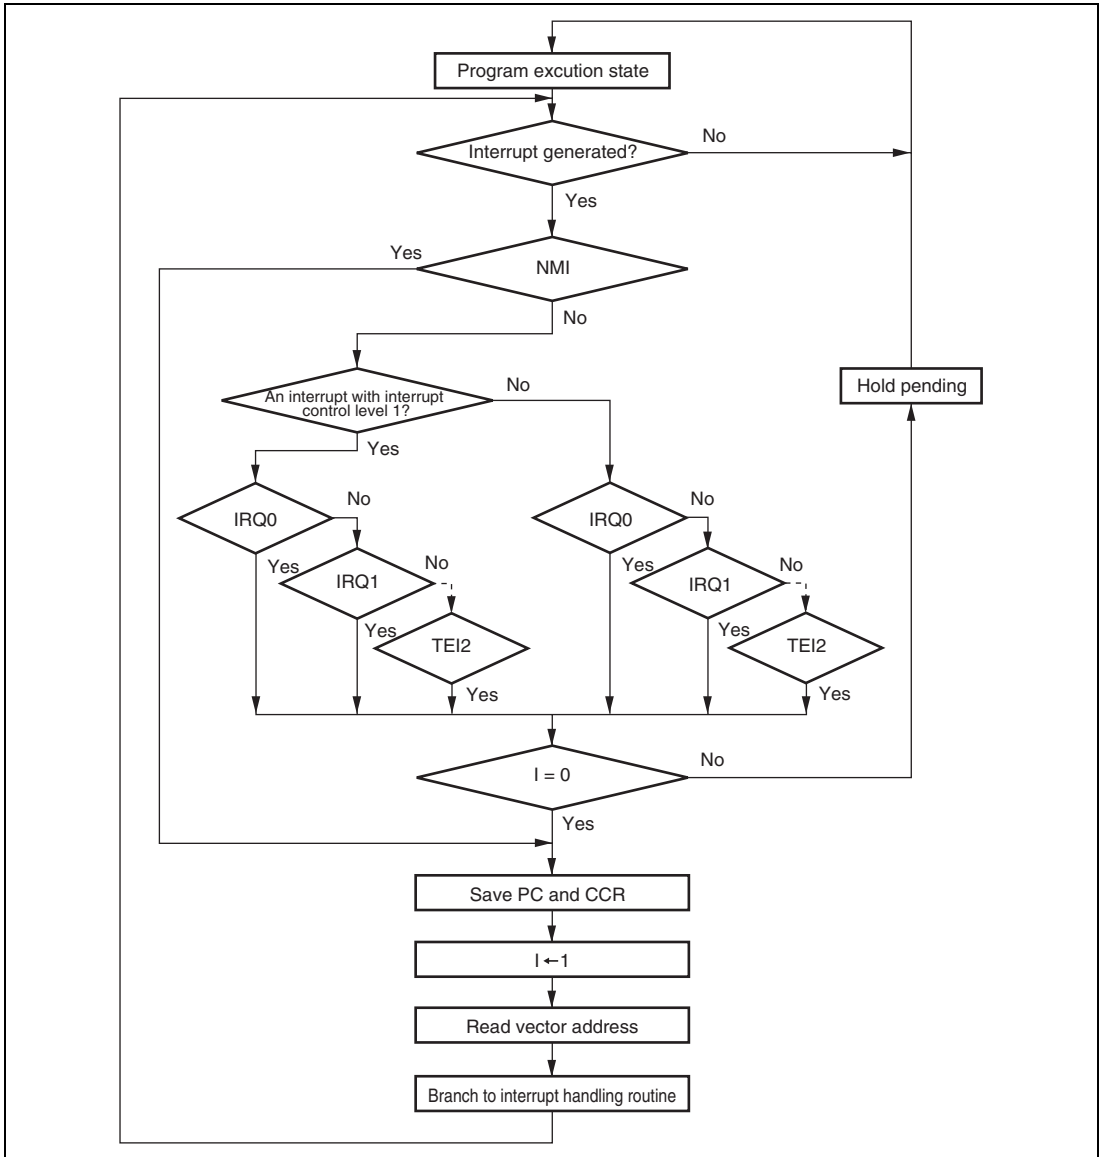 Program excution state
Interrupt generated?
No
Yes
Yes
NMI
No
Hold pending
An interrupt with interrupt
control level 1?
No
Yes
IRQ0
No
IRQ0
No
Yes
IRQ1
No
Yes
IRQ1
No
Yes
TEI2
Yes
TEI2
Yes
Yes
I = 0
No
Yes
Save PC and CCR
I ←1
Read vector address
Branch to interrupt handling routine